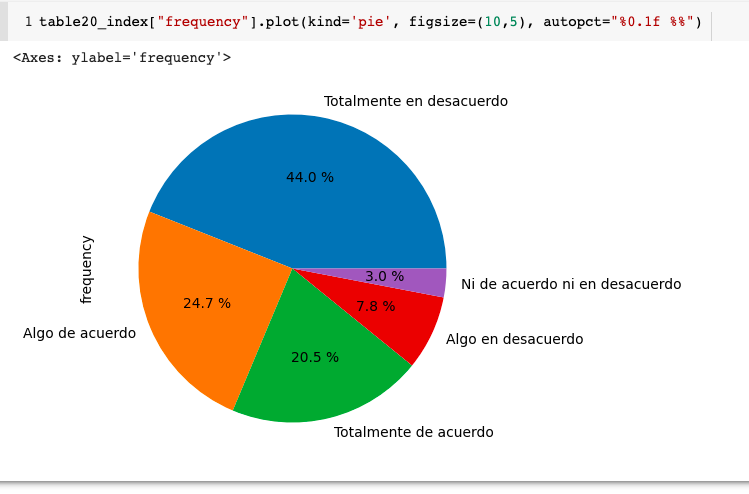 1 table20_index["frequency"].plot(kind='pie', figsize=(10,5), autopct="%0.1f %%")
<Axes: ylabel='frequency'>
Totalmente en desacuerdo
44.0 %
frequency
3.0 %
Ni de acuerdo ni en desacuerdo
24.7 %
7.8 %
Algo de acuerdo
Algo en desacuerdo
20.5 %
Totalmente de acuerdo